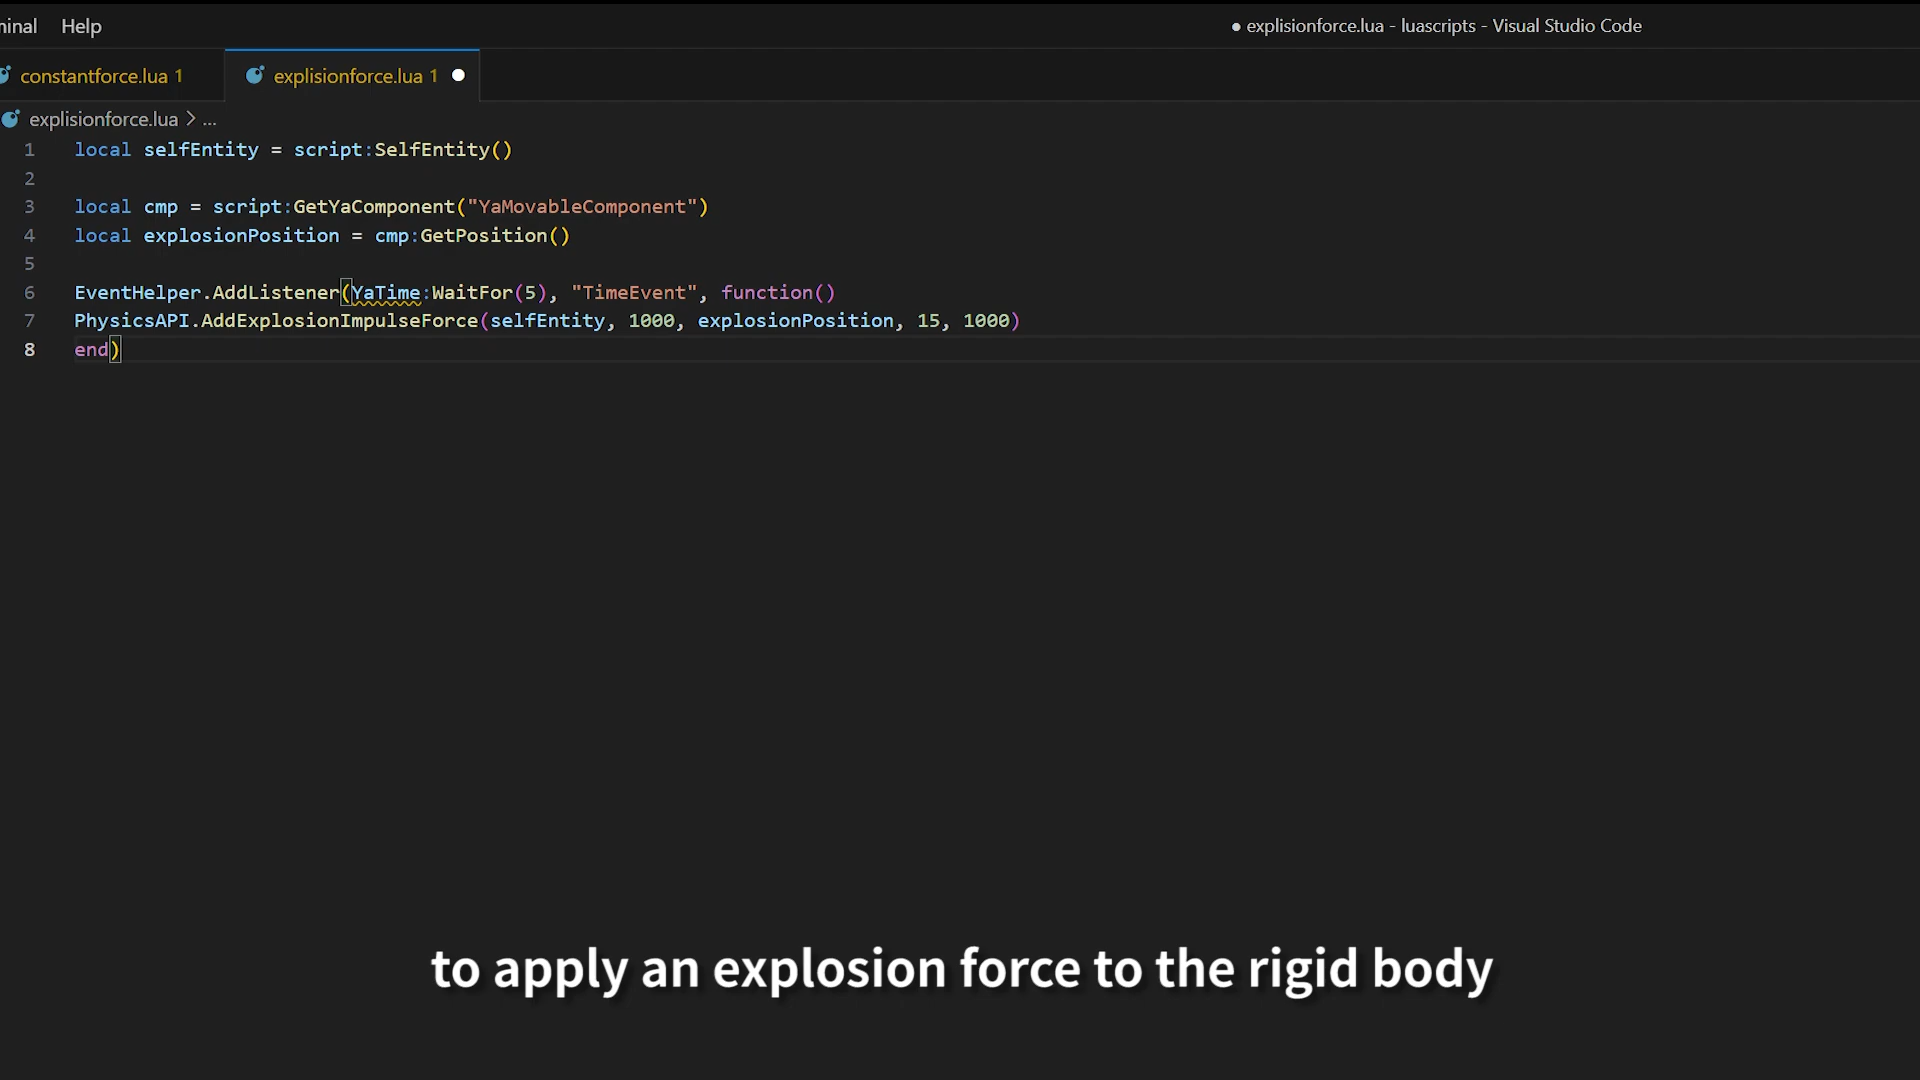 minal Help
● explisionforce.lua - luascripts - Visual Studio Code
constantforce.lua 1
explisionforce.lua 1 ●
explisionforce.lua > ...
1 local selfEntity = script:SelfEntity()
2
3 local cmp = script:GetYaComponent("YaMovableComponent")
4 local explosionPosition = cmp:GetPosition()
5
6 EventHelper.AddListener(YaTime:WaitFor(5), "TimeEvent", function()
7 PhysicsAPI.AddExplosionImpulseForce(selfEntity, 1000, explosionPosition, 15, 1000)
8 end)
to apply an explosion force to the rigid body